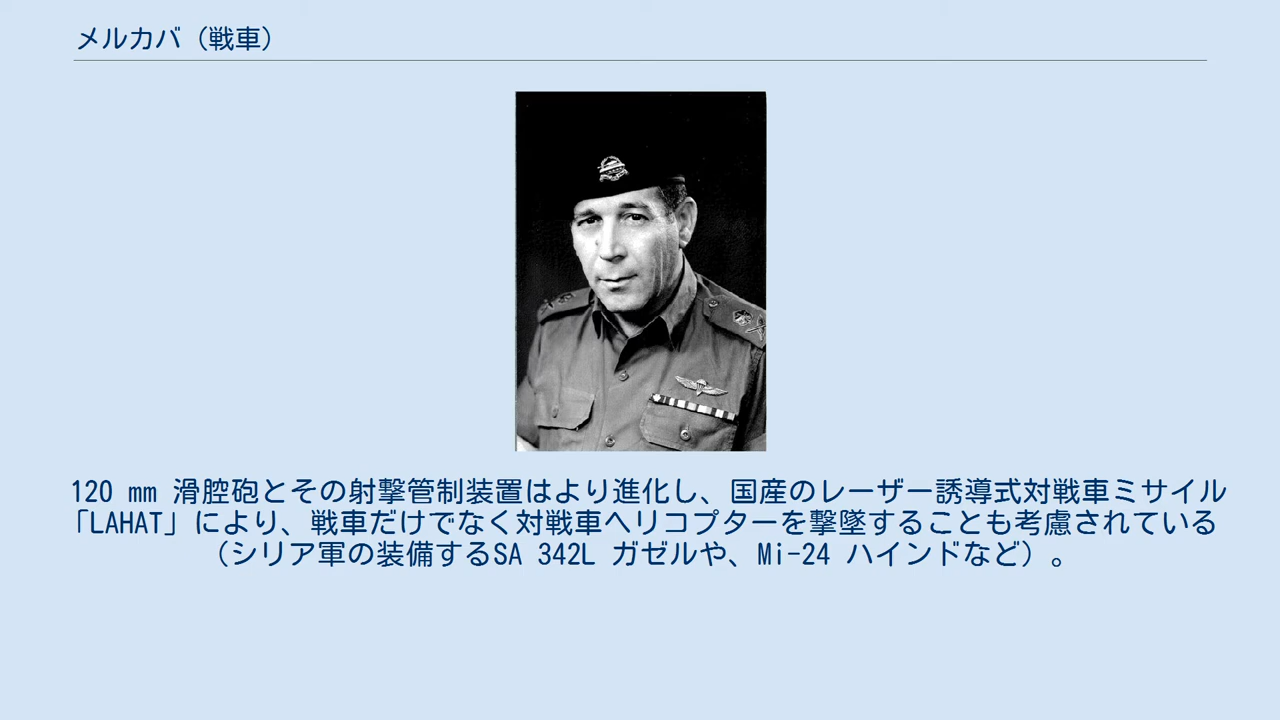 メルカバ（戦車）
120 mm 滑腔砲とその射撃管制装置はより進化し、国産のレーザー誘導式対戦車ミサイル
「LAHAT」により、戦車だけでなく対戦車ヘリコプターを撃墜することも考慮されている
（シリア軍の装備するSA 342L ガゼルや、Mi-24 ハインドなど）。